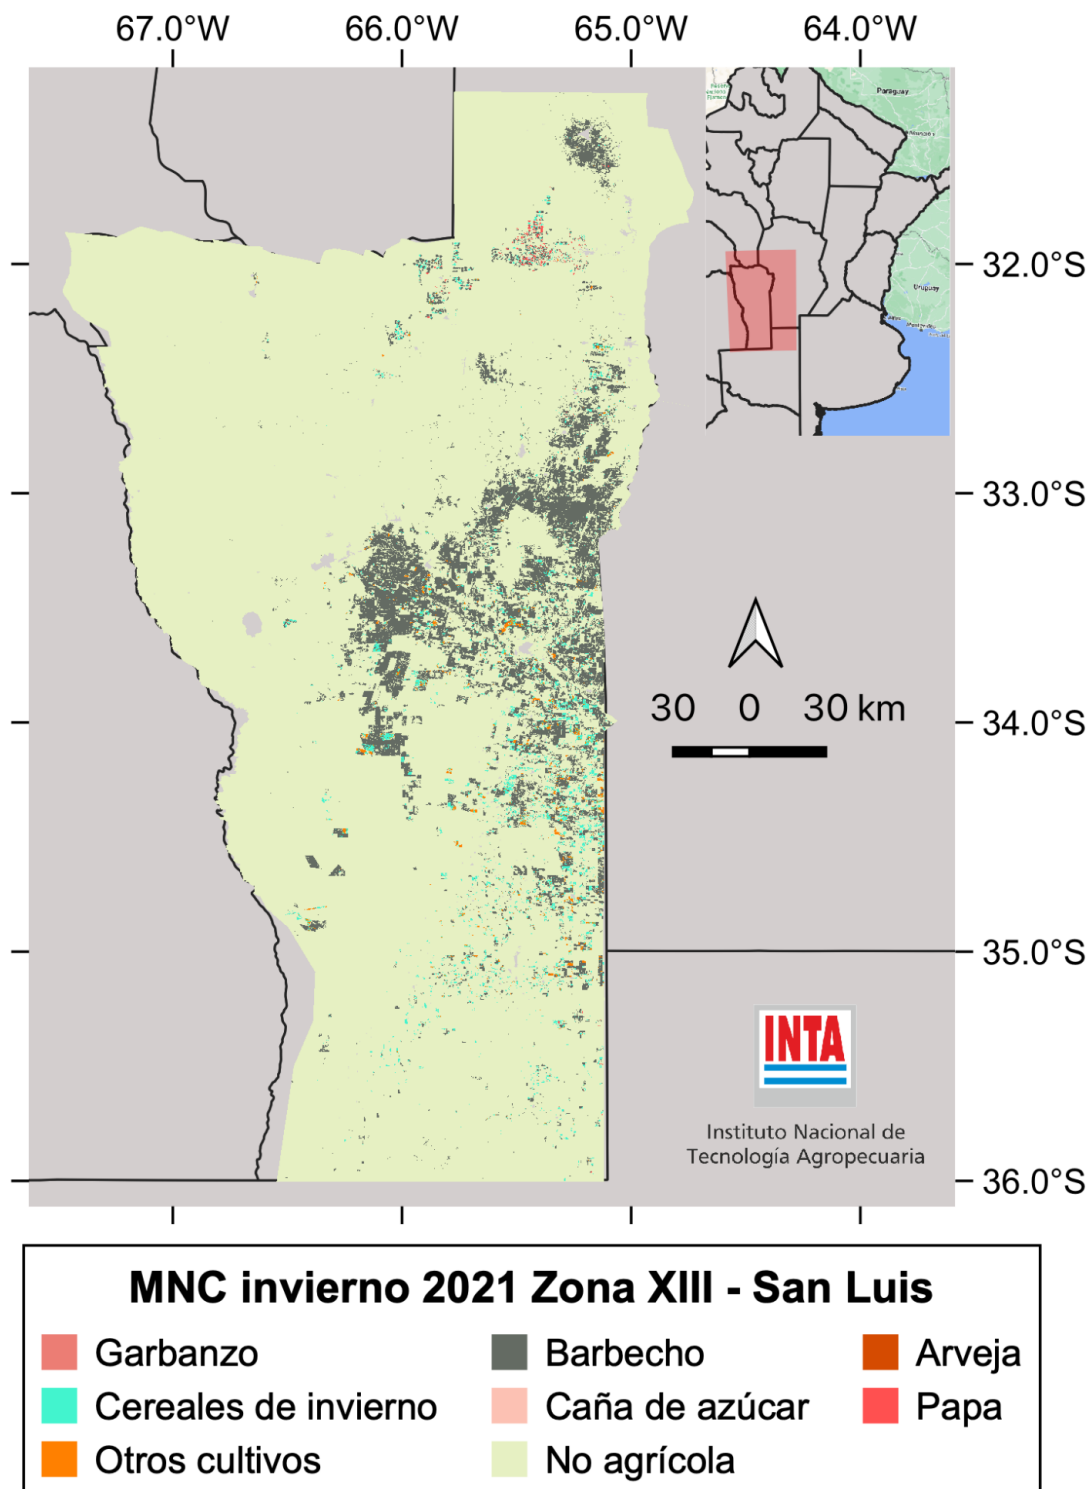 67.0°W 66.0°W 65.0°W 64.0°W
Paraguay
Uruguay
32.0°S
33.0°S
30 0 30 km
34.0°S
35.0°S
INTA
Instituto Nacional de
Tecnología Agropecuaria
36.0°S
MNC invierno 2021 Zona XIII - San Luis
Garbanzo Barbecho Arveja
Cereales de invierno Caña de azúcar Papa
Otros cultivos No agrícola